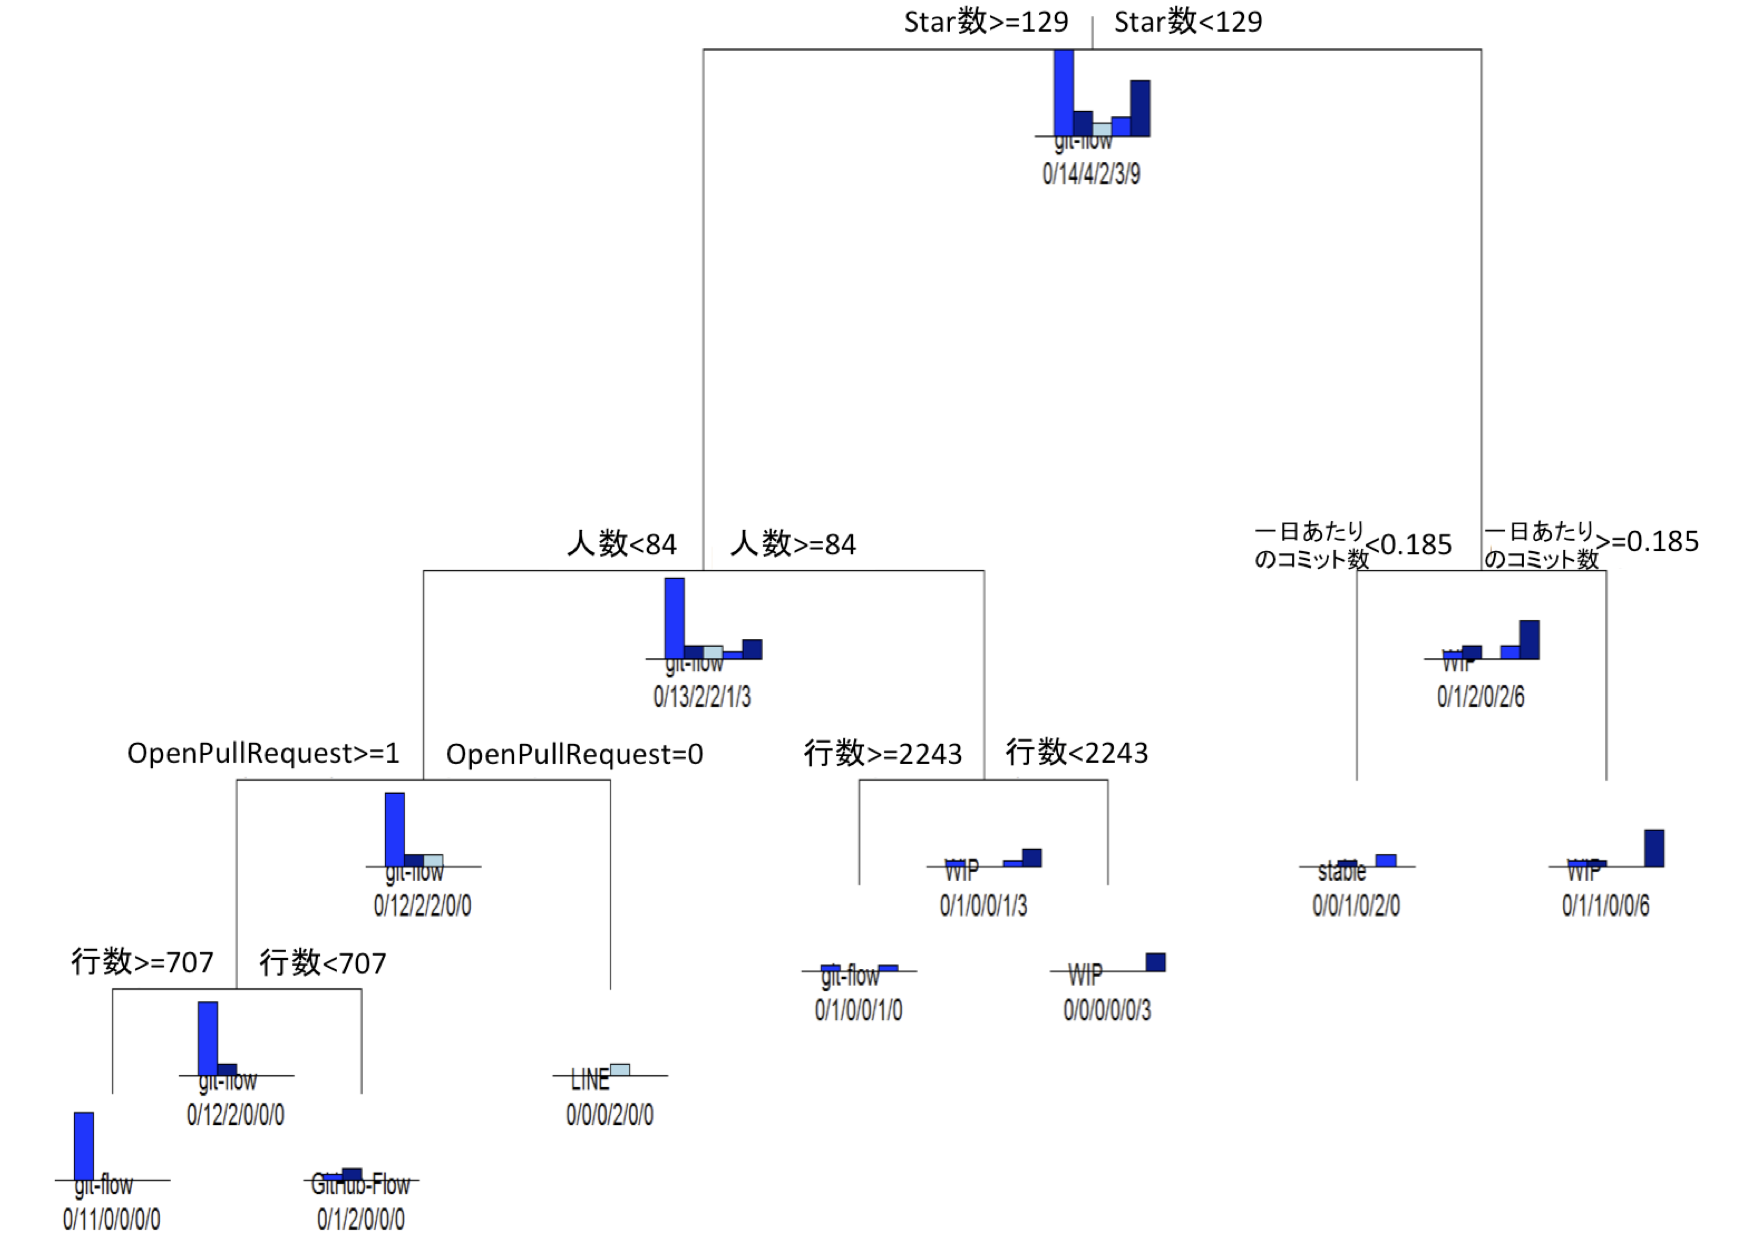 Star数>=129 Star数<129
git-flow
0/14/4/2/3/9
人数<84 人数>=84
一日あたり
のコミット数<0.185
一日あたり
のコミット数>=0.185
git-flow
0/13/2/2/1/3
WIP
0/1/2/0/2/6
OpenPullRequest>=1 OpenPullRequest=0
行数>=2243 行数<2243
git-flow
0/12/2/2/0/0
WIP
0/1/0/0/1/3
stable
0/0/1/0/2/0
WIP
0/1/1/0/0/6
行数>=707 行数<707
git-flow
0/1/0/0/1/0
WIP
0/0/0/0/0/3
git-flow
0/12/2/0/0/0
LINE
0/0/0/2/0/0
git-flow
0/11/0/0/0/0
GitHub-Flow
0/1/2/0/0/0